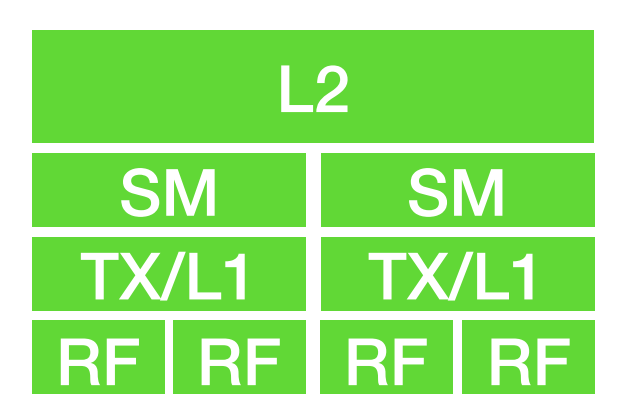 L2
SM SM
TX/L1 TX/L1
RF RF RF RF